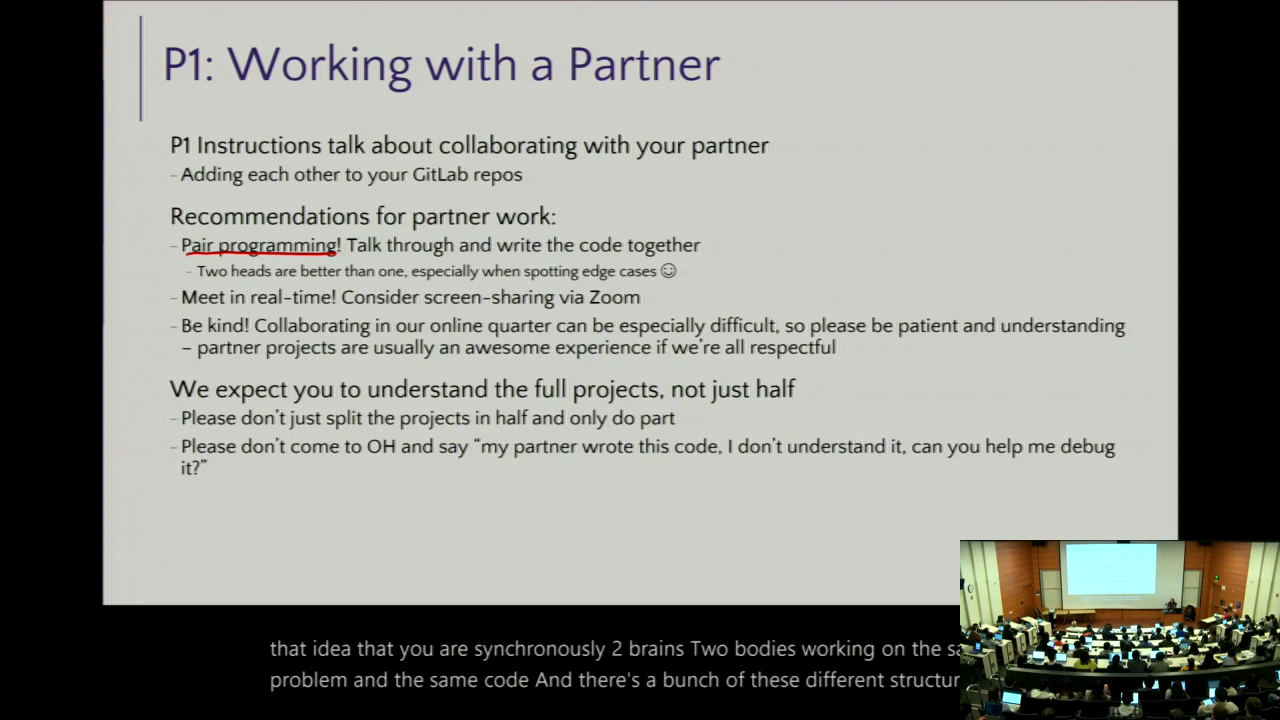 P1: Working with a Partner
P1 Instructions talk about collaborating with your partner
- Adding each other to your GitLab repos
Recommendations for partner work:
- Pair programming! Talk through and write the code together
- Two heads are better than one, especially when spotting edge cases ☺
- Meet in real-time! Consider screen-sharing via Zoom
- Be kind! Collaborating in our online quarter can be especially difficult, so please be patient and understanding
– partner projects are usually an awesome experience if we're all respectful
We expect you to understand the full projects, not just half
- Please don't just split the projects in half and only do part
- Please don't come to OH and say “my partner wrote this code, I don't understand it, can you help me debug
it?”
that idea that you are synchronously 2 brains Two bodies working on the
problem and the same code And there's a bunch of these different